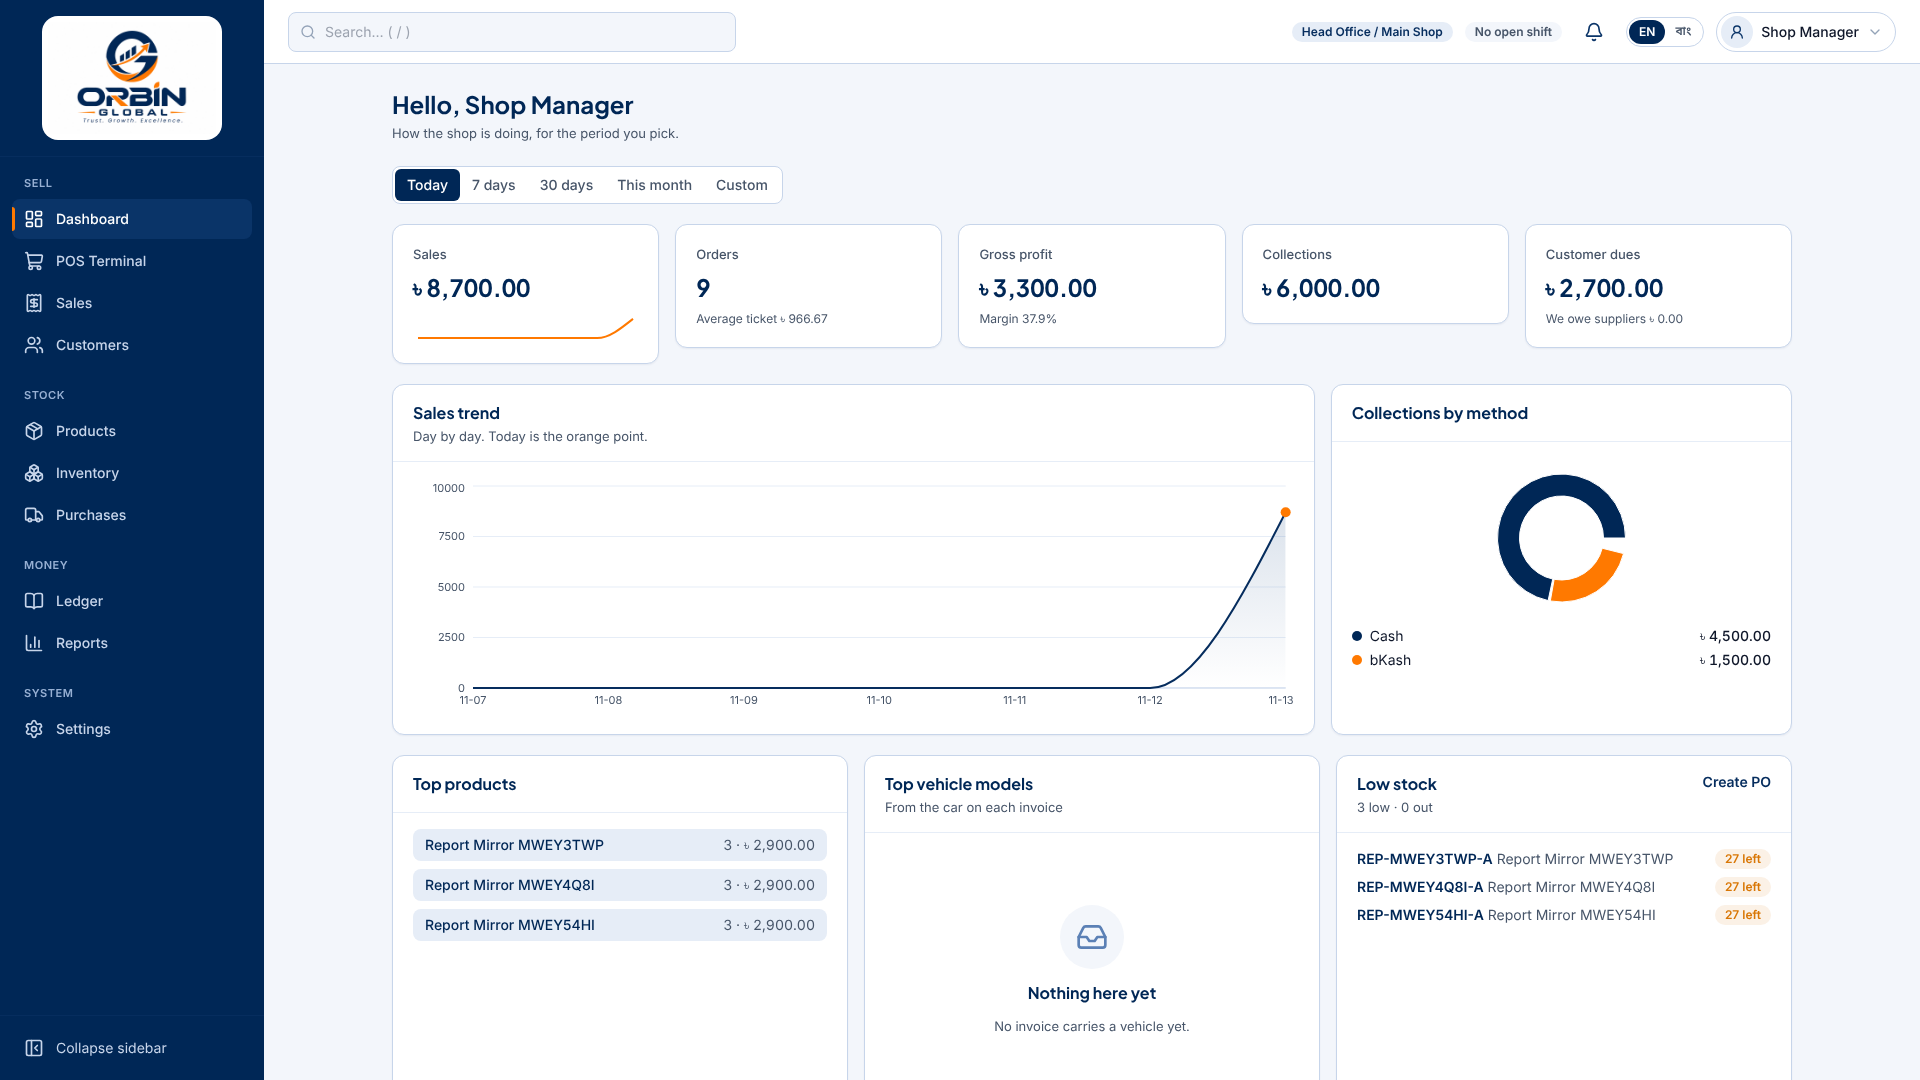 ORBIN
GLOBAL
Trust. Growth. Excellence.
SELL
Dashboard
POS Terminal
Sales
Customers
STOCK
Products
Inventory
Purchases
MONEY
Ledger
Reports
SYSTEM
Settings
Collapse sidebar
Search... ( / )
Head Office / Main Shop
No open shift
EN
বাং
Shop Manager
Hello, Shop Manager
How the shop is doing, for the period you pick.
Today 7 days 30 days This month Custom
Sales
৳ 8,700.00
Orders
9
Average ticket ৳ 966.67
Gross profit
৳ 3,300.00
Margin 37.9%
Collections
৳ 6,000.00
Customer dues
৳ 2,700.00
We owe suppliers ৳ 0.00
Sales trend
Day by day. Today is the orange point.
10000
7500
5000
2500
0
11-07 11-08 11-09 11-10 11-11 11-12 11-13
Collections by method
Cash ৳ 4,500.00
bKash ৳ 1,500.00
Top products
Report Mirror MWEY3TWP 3 · ৳ 2,900.00
Report Mirror MWEY4Q8I 3 · ৳ 2,900.00
Report Mirror MWEY54HI 3 · ৳ 2,900.00
Top vehicle models
From the car on each invoice
Nothing here yet
No invoice carries a vehicle yet.
Low stock
Create PO
3 low · 0 out
REP-MWEY3TWP-A Report Mirror MWEY3TWP 27 left
REP-MWEY4Q8I-A Report Mirror MWEY4Q8I 27 left
REP-MWEY54HI-A Report Mirror MWEY54HI 27 left